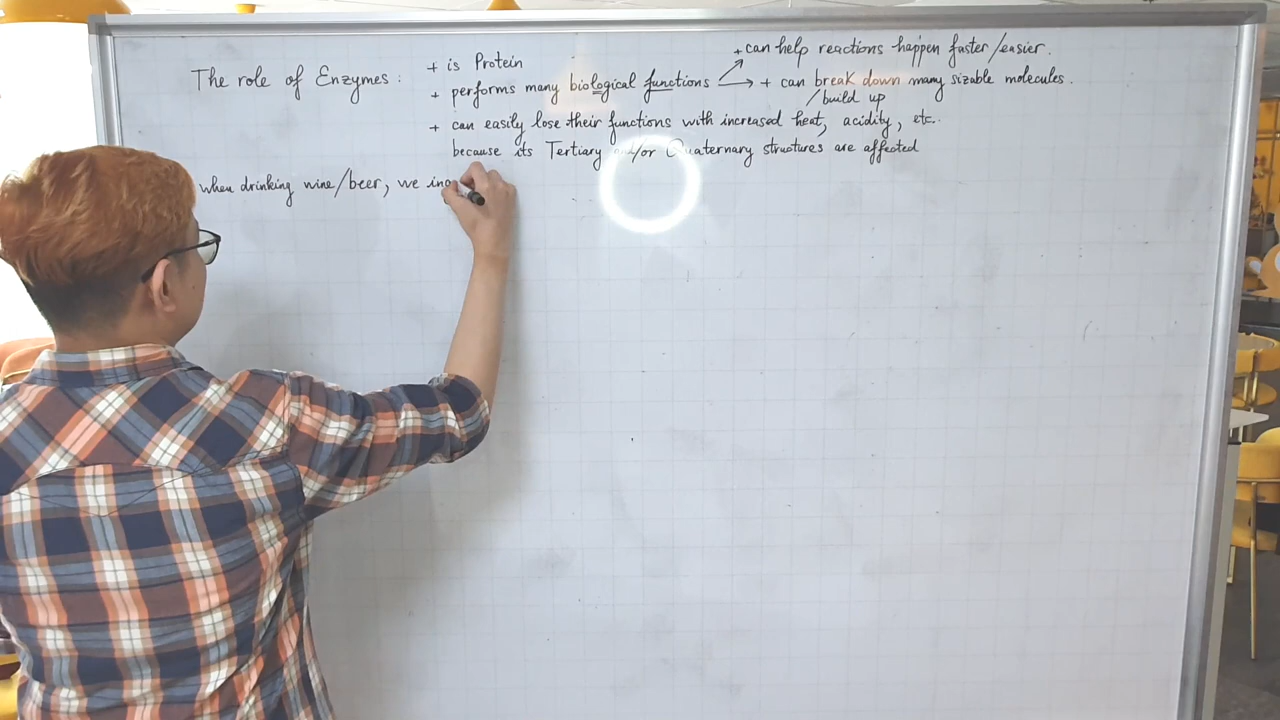 + can help reactions happen faster/easier.
The role of Enzymes : + is Protein
+ performs many biological functions → + can break down many sizable molecules.
/build up
+ can easily lose their functions with increased heat, acidity, etc..
because its Tertiary and/or Quaternary structures are affected
when drinking wine/beer, we ing